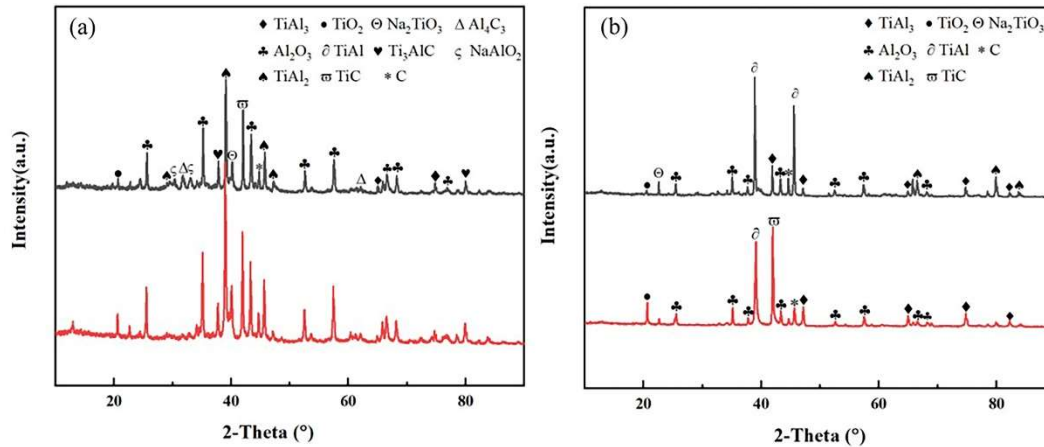 (a)
♦ TiAl₃ ● TiO₂ Θ Na₂TiO₃ Δ Al₄C₃
♣ Al₂O₃ ∂ TiAl ♥ Ti₃AlC ς NaAlO₂
♠ TiAl₂ ϖ TiC * C
Intensity(a.u.)
20 40 60 80
2-Theta (°)
(b)
♦ TiAl₃ ● TiO₂ Θ Na₂TiO₃
♣ Al₂O₃ ∂ TiAl * C
♠ TiAl₂ ϖ TiC
Intensity(a.u.)
20 40 60 80
2-Theta (°)